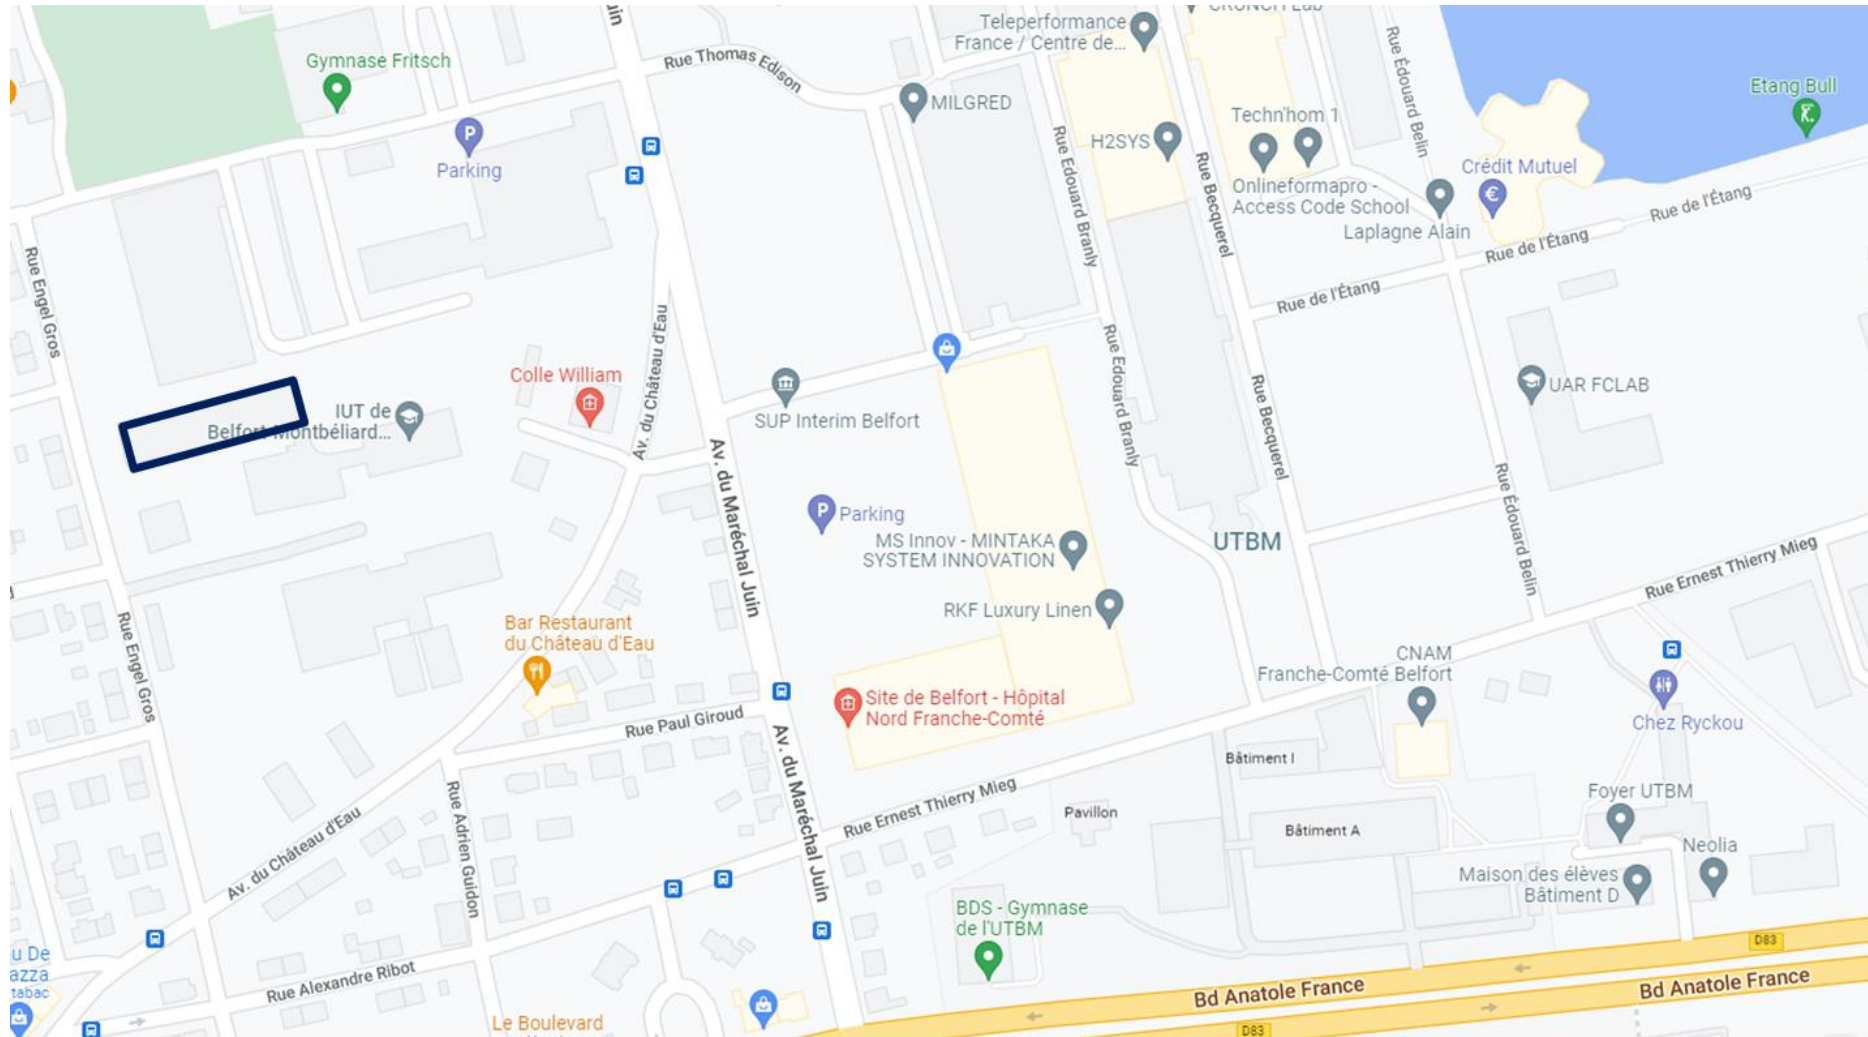 CRUNCH Lab
Teleperformance
France / Centre de...
Gymnase Fritsch
Rue Thomas Edison
Rue Édouard Belin
Etang Bull
MILGRED
Techn'hom 1
H2SYS
Parking
Crédit Mutuel
Rue Edouard Branly
Rue Becquerel
Onlineformapro -
Access Code School
Laplagne Alain
Rue de l'Étang
Rue de l'Étang
Rue de l'Étang
Rue Engel Gros
Av. du Château d'Eau
Rue Edouard Branly
Colle William
UAR FCLAB
IUT de
Belfort-Montbéliard...
SUP Interim Belfort
Rue Becquerel
Av. du Maréchal Juin
Rue Édouard Belin
Parking
MS Innov - MINTAKA
SYSTEM INNOVATION
UTBM
Rue Ernest Thierry Mieg
RKF Luxury Linen
Bar Restaurant
du Château d'Eau
Rue Engel Gros
CNAM
Franche-Comté Belfort
Site de Belfort - Hôpital
Nord Franche-Comté
Rue Paul Giroud
Chez Ryckou
Av. du Maréchal Juin
Bâtiment I
Rue Ernest Thierry Mieg
Foyer UTBM
Pavillon
Bâtiment A
Rue Adrien Guidon
Av. du Château d'Eau
Neolia
Maison des élèves
Bâtiment D
BDS - Gymnase
de l'UTBM
D83
u De
azza
tabac
Rue Alexandre Ribot
Bd Anatole France
Bd Anatole France
Le Boulevard
D83